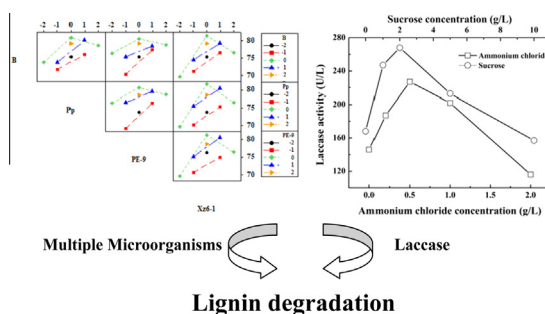 -2 -1 0 1 2
-2 -1 0 1 2
-2 -1 0 1 2
B
80
75
70
B
-2
-1
0
1
2
Pp
80
75
70
Pp
-2
-1
0
1
2
PE-9
80
75
70
PE-9
-2
-1
0
1
2
Xz6-1
Sucrose concentration (g/L)
0 2 4 6 8 10
Laccase activity (U/L)
280
240
200
160
120
Ammonium chloride
Sucrose
0.0 0.5 1.0 1.5 2.0
Ammonium chloride concentration (g/L)
Multiple Microorganisms
Laccase
Lignin degradation